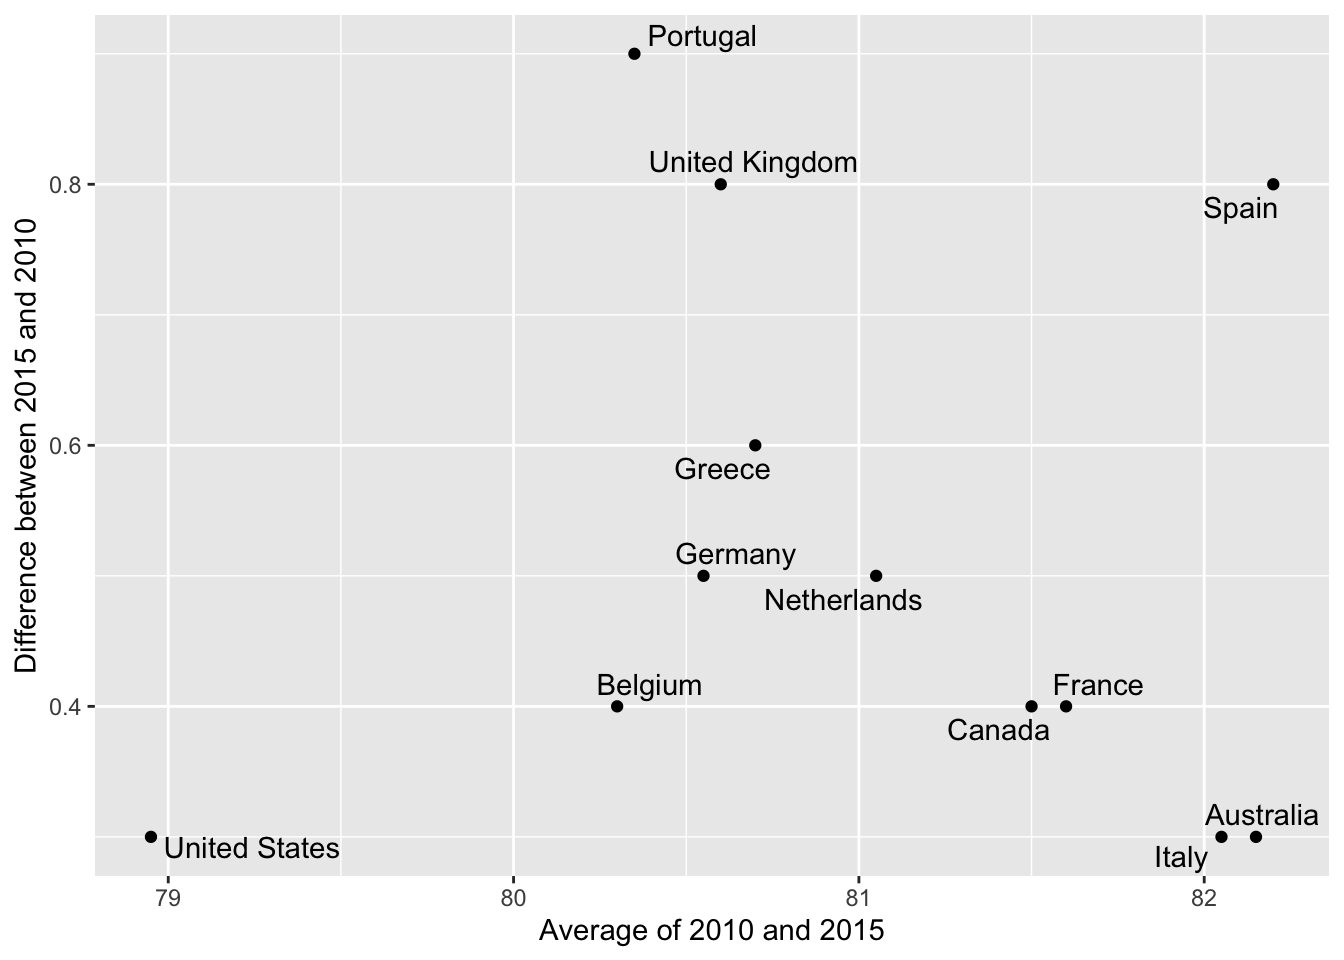 Portugal
United Kingdom
0.8
Spain
Difference between 2015 and 2010
0.6
Greece
Germany
Netherlands
Belgium
France
0.4
Canada
Australia
United States
Italy
79
80
81
82
Average of 2010 and 2015